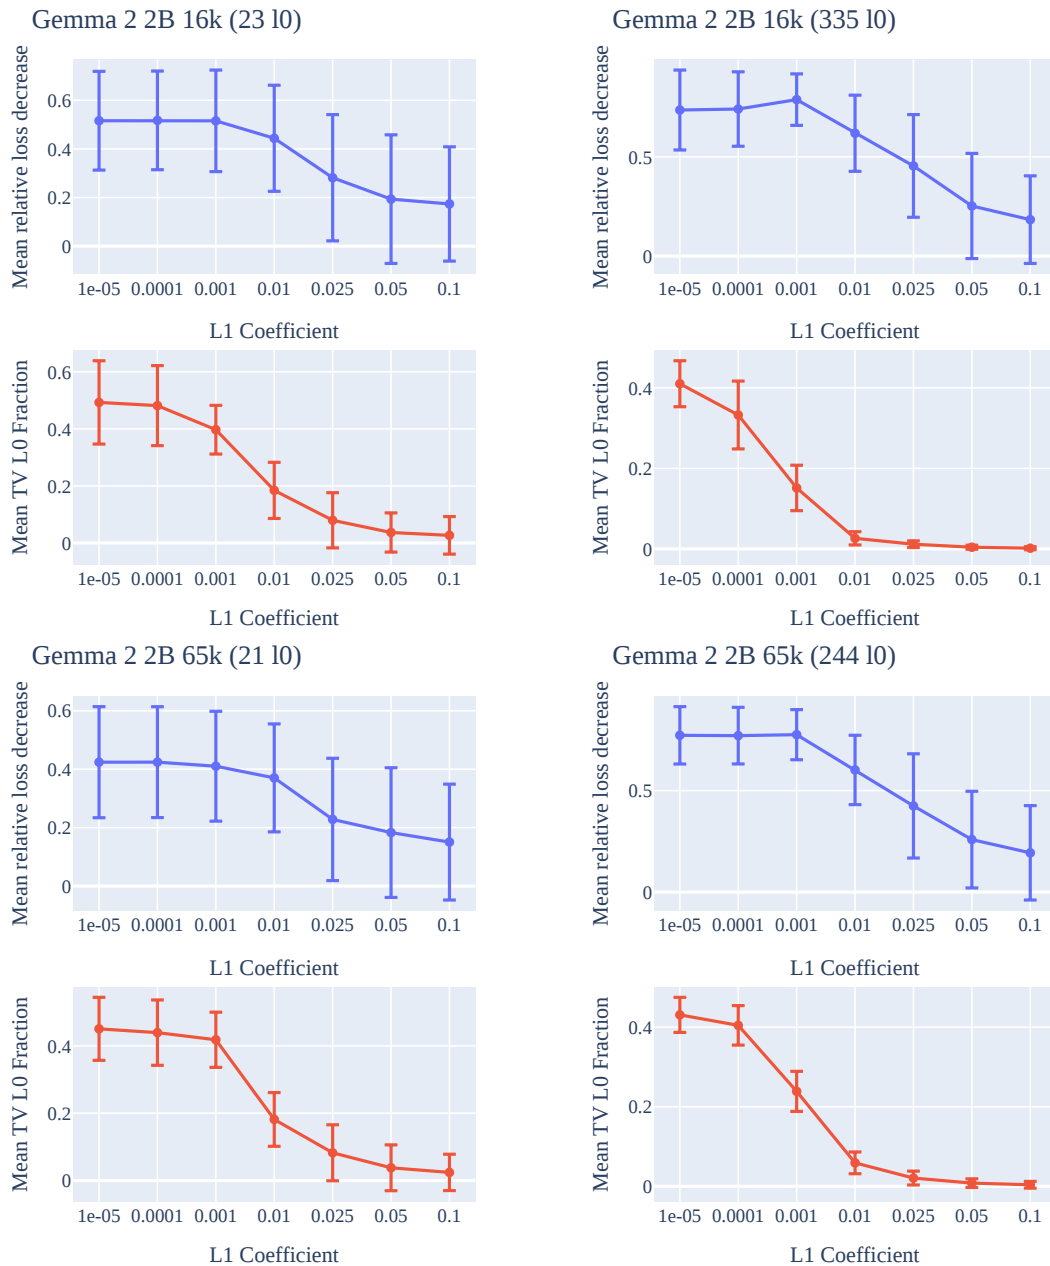 Gemma 2 2B 16k (23 l0)
Mean relative loss decrease
0.6
0.4
0.2
0
1e-05 0.0001 0.001 0.01 0.025 0.05 0.1
L1 Coefficient
Mean TV L0 Fraction
0.6
0.4
0.2
0
1e-05 0.0001 0.001 0.01 0.025 0.05 0.1
L1 Coefficient
Gemma 2 2B 16k (335 l0)
Mean relative loss decrease
0.5
0
1e-05 0.0001 0.001 0.01 0.025 0.05 0.1
L1 Coefficient
Mean TV L0 Fraction
0.4
0.2
0
1e-05 0.0001 0.001 0.01 0.025 0.05 0.1
L1 Coefficient
Gemma 2 2B 65k (21 l0)
Mean relative loss decrease
0.6
0.4
0.2
0
1e-05 0.0001 0.001 0.01 0.025 0.05 0.1
L1 Coefficient
Mean TV L0 Fraction
0.4
0.2
0
1e-05 0.0001 0.001 0.01 0.025 0.05 0.1
L1 Coefficient
Gemma 2 2B 65k (244 l0)
Mean relative loss decrease
0.5
0
1e-05 0.0001 0.001 0.01 0.025 0.05 0.1
L1 Coefficient
Mean TV L0 Fraction
0.4
0.2
0
1e-05 0.0001 0.001 0.01 0.025 0.05 0.1
L1 Coefficient